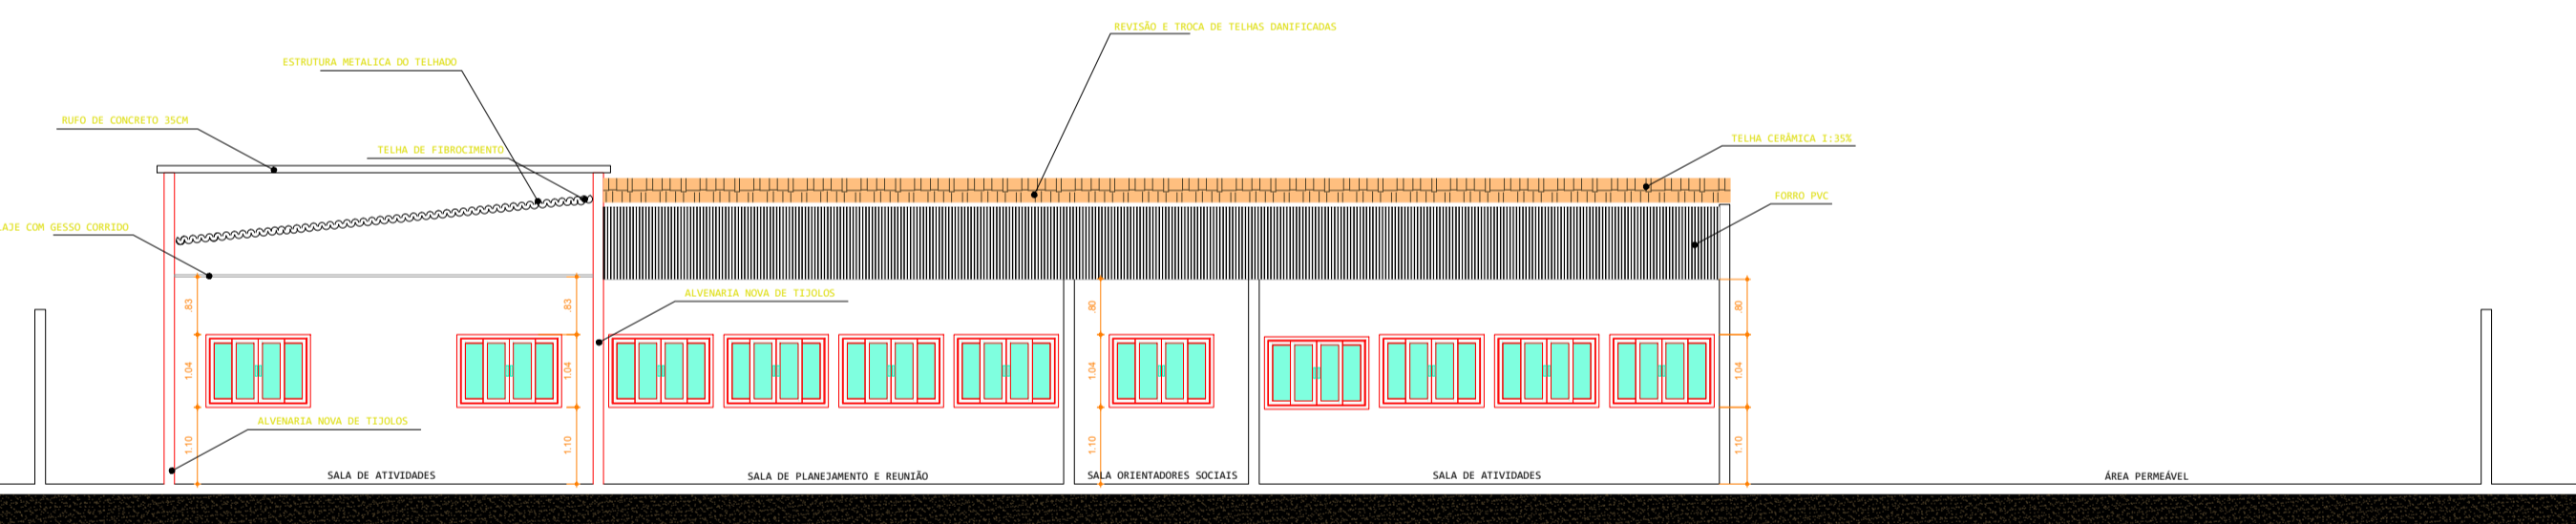 REVISÃO E TROCA DE TELHAS DANIFICADAS
ESTRUTURA METALICA DO TELHADO
RUFO DE CONCRETO 35CM
TELHA DE FIBROCIMENTO
TELHA CERÂMICA I:35%
FORRO PVC
AJE COM GESSO CORRIDO
ALVENARIA NOVA DE TIJOLOS
.83
.83
.80
.80
1.04
1.04
1.04
1.04
ALVENARIA NOVA DE TIJOLOS
1.10
1.10
1.10
1.10
SALA DE ATIVIDADES
SALA DE PLANEJAMENTO E REUNIÃO
SALA ORIENTADORES SOCIAIS
SALA DE ATIVIDADES
ÁREA PERMEÁVEL